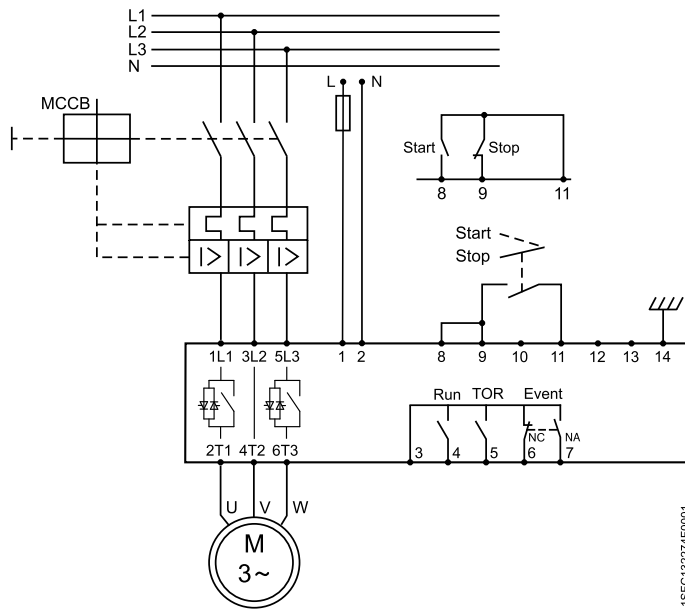 L1
L2
L3
N
L N
MCCB
Start Stop
8 9 11
Start
Stop
1L1 3L2 5L3 1 2 8 9 10 11 12 13 14
Run TOR Event
NC NA
2T1 4T2 6T3 3 4 5 6 7
U V W
M
3~